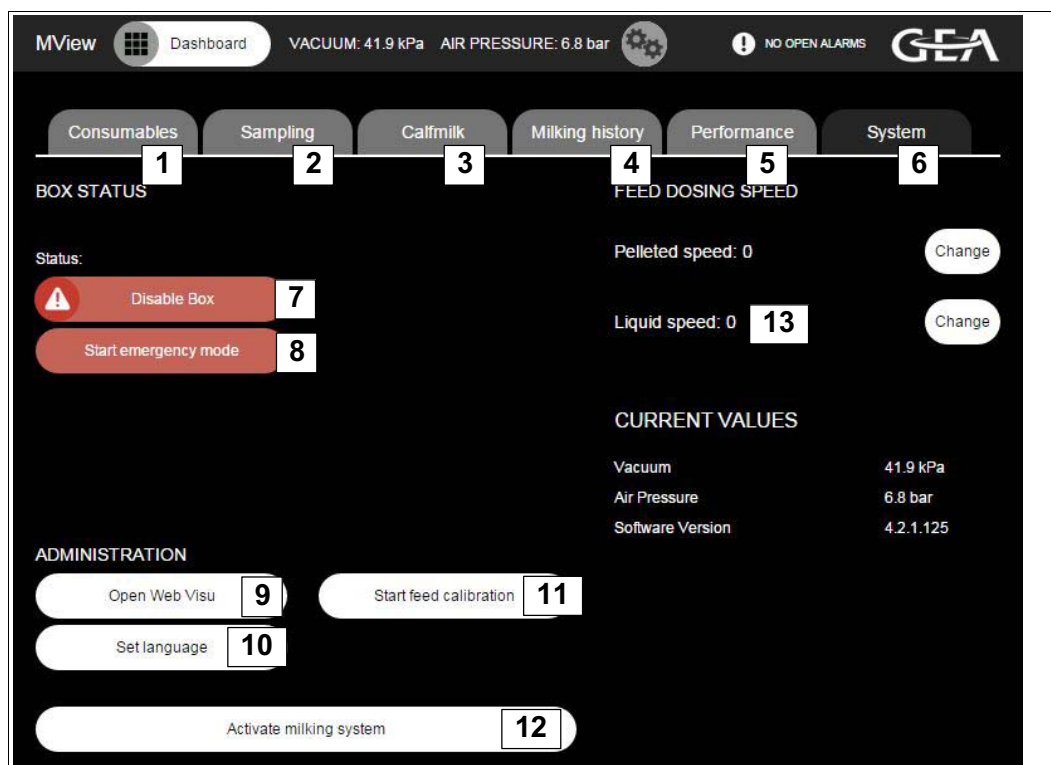 MView Dashboard VACUUM: 41.9 kPa AIR PRESSURE: 6.8 bar NO OPEN ALARMS GEA
Consumables Sampling Calfmilk Milking history Performance System
1 2 3 4 5 6
BOX STATUS FEED DOSING SPEED
Pelleted speed: 0 Change
Status:
Disable Box 7
Liquid speed: 0 13 Change
Start emergency mode 8
CURRENT VALUES
Vacuum 41.9 kPa
Air Pressure 6.8 bar
Software Version 4.2.1.125
ADMINISTRATION
Open Web Visu 9 Start feed calibration 11
Set language 10
Activate milking system 12